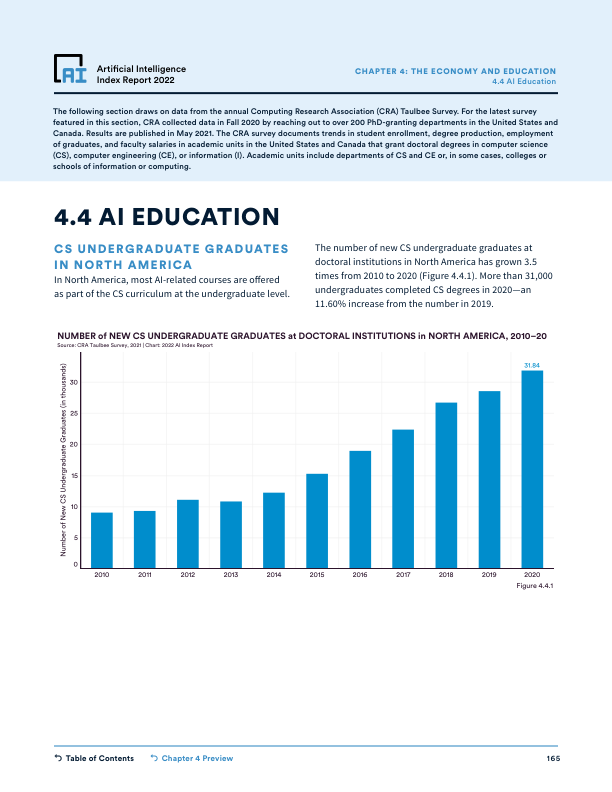 AI
Artificial Intelligence
Index Report 2022
CHAPTER 4: THE ECONOMY AND EDUCATION
4.4 AI Education
The following section draws on data from the annual Computing Research Association (CRA) Taulbee Survey. For the latest survey
featured in this section, CRA collected data in Fall 2020 by reaching out to over 200 PhD-granting departments in the United States and
Canada. Results are published in May 2021. The CRA survey documents trends in student enrollment, degree production, employment
of graduates, and faculty salaries in academic units in the United States and Canada that grant doctoral degrees in computer science
(CS), computer engineering (CE), or information (I). Academic units include departments of CS and CE or, in some cases, colleges or
schools of information or computing.
4.4 AI EDUCATION
CS UNDERGRADUATE GRADUATES
IN NORTH AMERICA
In North America, most AI-related courses are offered
as part of the CS curriculum at the undergraduate level.
The number of new CS undergraduate graduates at
doctoral institutions in North America has grown 3.5
times from 2010 to 2020 (Figure 4.4.1). More than 31,000
undergraduates completed CS degrees in 2020—an
11.60% increase from the number in 2019.
NUMBER of NEW CS UNDERGRADUATE GRADUATES at DOCTORAL INSTITUTIONS in NORTH AMERICA, 2010–20
Source: CRA Taulbee Survey, 2021 | Chart: 2022 AI Index Report
Number of New CS Undergraduate Graduates (in thousands)
30
25
20
15
10
5
0
31.84
2010 2011 2012 2013 2014 2015 2016 2017 2018 2019 2020
Figure 4.4.1
Table of Contents
Chapter 4 Preview
165